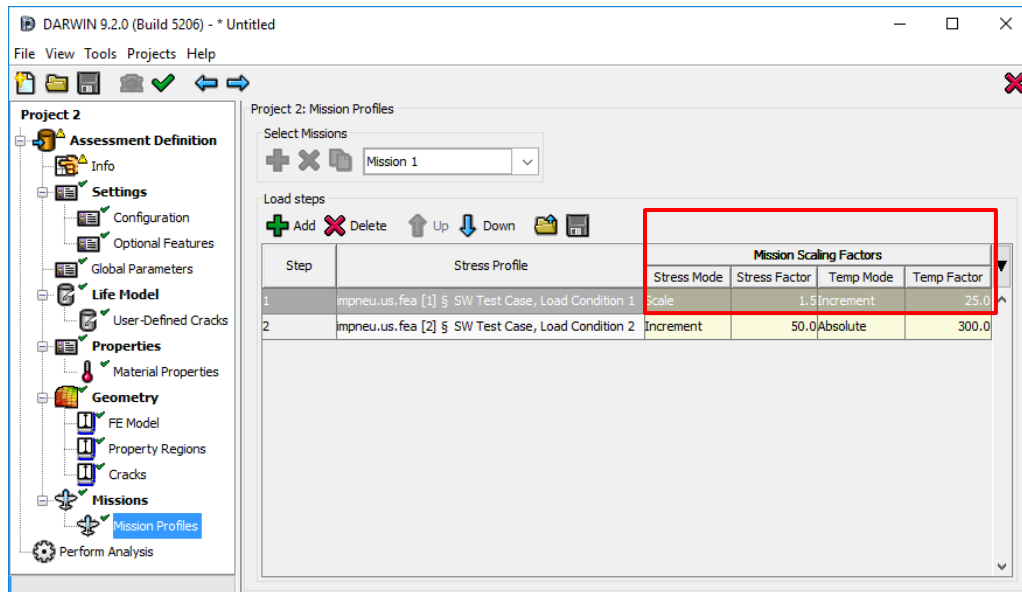 DARWIN 9.2.0 (Build 5206) - * Untitled
File View Tools Projects Help
Project 2
Assessment Definition
Info
Settings
Configuration
Optional Features
Global Parameters
Life Model
User-Defined Cracks
Properties
Material Properties
Geometry
FE Model
Property Regions
Cracks
Missions
Mission Profiles
Perform Analysis
Project 2: Mission Profiles
Select Missions
Mission 1
Load steps
Add Delete Up Down
Step Stress Profile Mission Scaling Factors
Stress Mode Stress Factor Temp Mode Temp Factor
1 impneu.us.fea [1] § SW Test Case, Load Condition 1 Scale 1.5 Increment 25.0
2 impneu.us.fea [2] § SW Test Case, Load Condition 2 Increment 50.0 Absolute 300.0